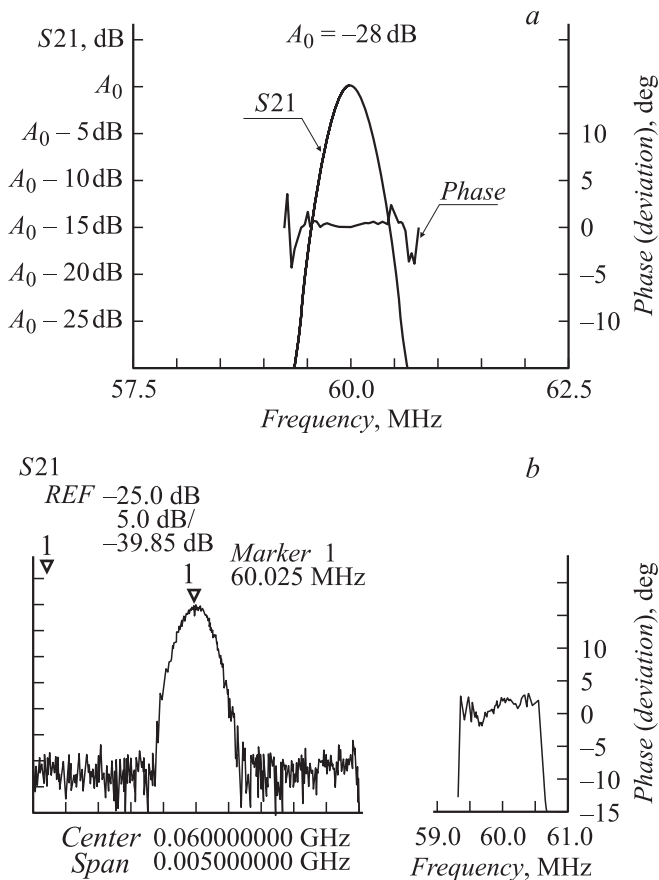 a
S21, dB
A0 = –28 dB
A0
A0 – 5 dB
A0 – 10 dB
A0 – 15 dB
A0 – 20 dB
A0 – 25 dB
S21
Phase
10
5
0
–5
–10
Phase (deviation), deg
57.5
60.0
62.5
Frequency, MHz
b
S21
REF –25.0 dB
5.0 dB/
–39.85 dB
1
Marker 1
60.025 MHz
1
Center 0.060000000 GHz
Span 0.005000000 GHz
10
5
0
–5
–10
–15
Phase (deviation), deg
59.0 60.0 61.0
Frequency, MHz